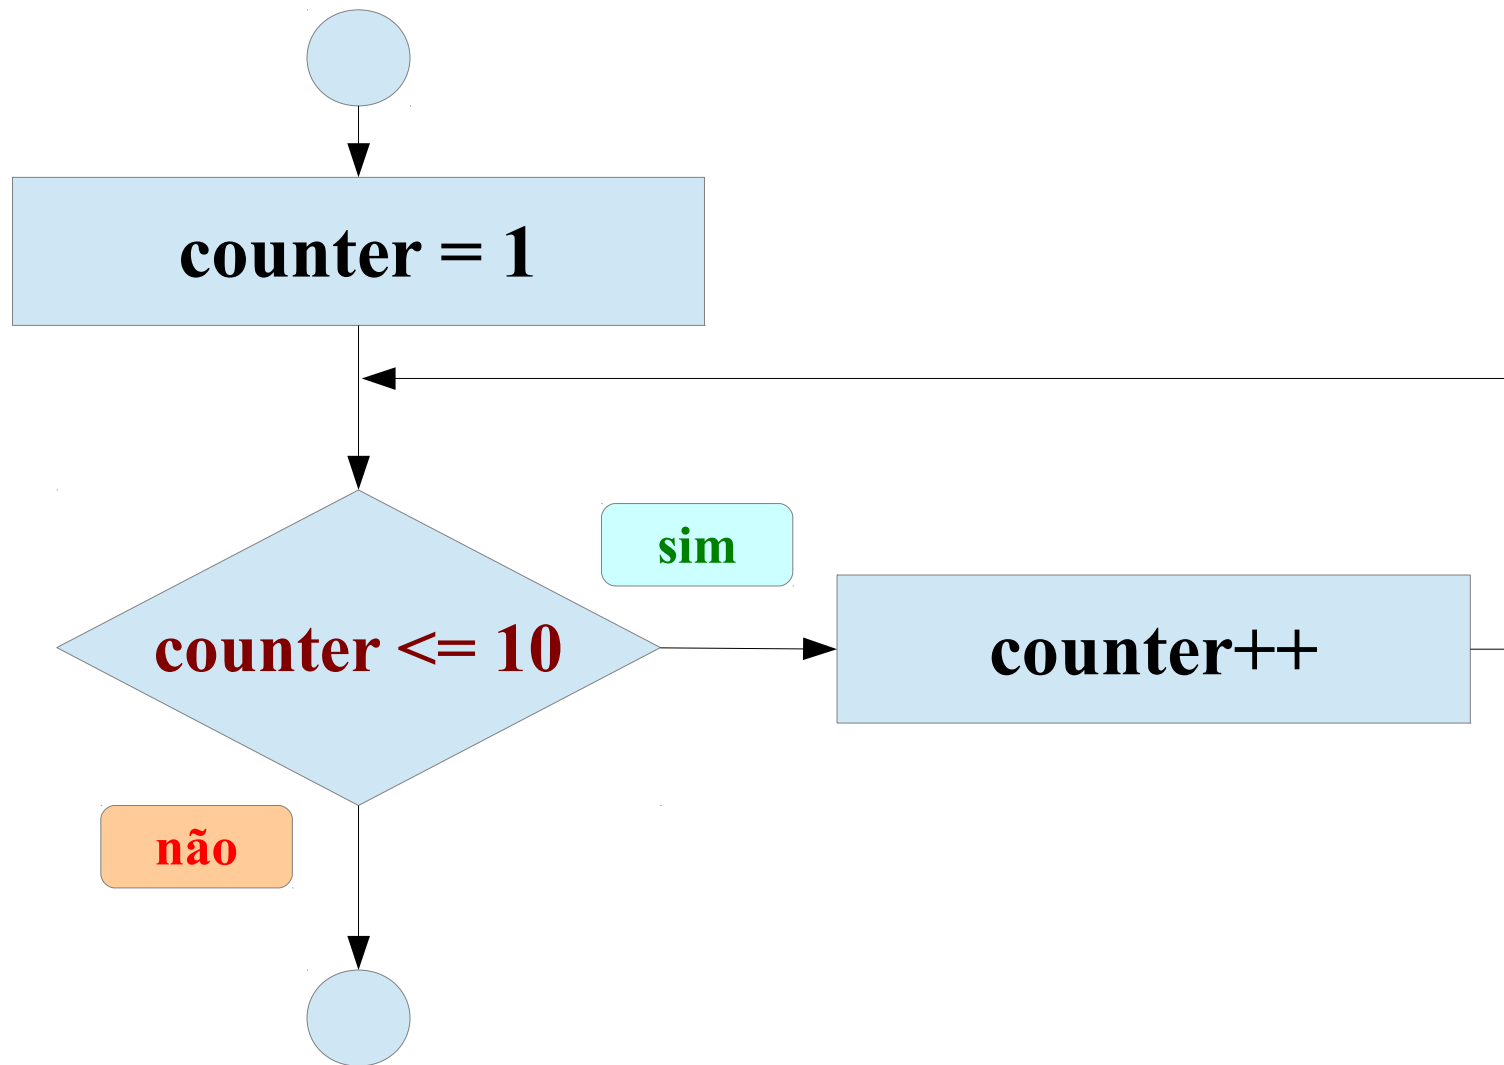 counter = 1
sim
counter <= 10
counter++
não